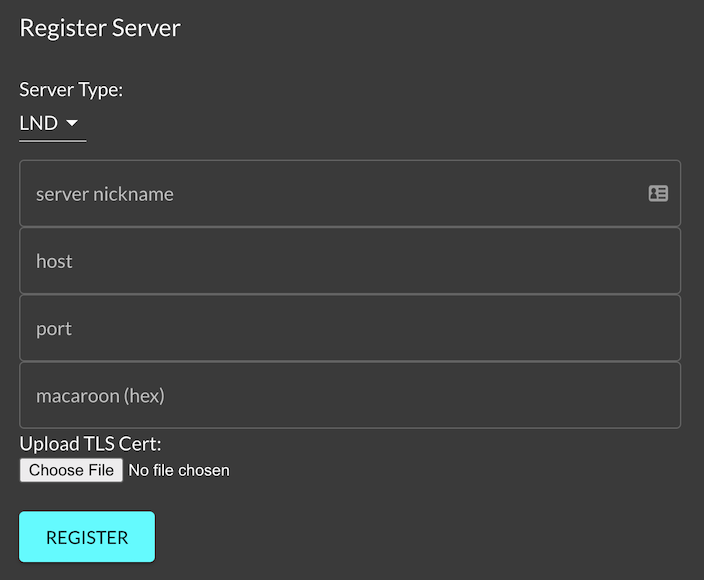 Register Server
Server Type:
LND
server nickname
host
port
macaroon (hex)
Upload TLS Cert:
Choose File No file chosen
REGISTER